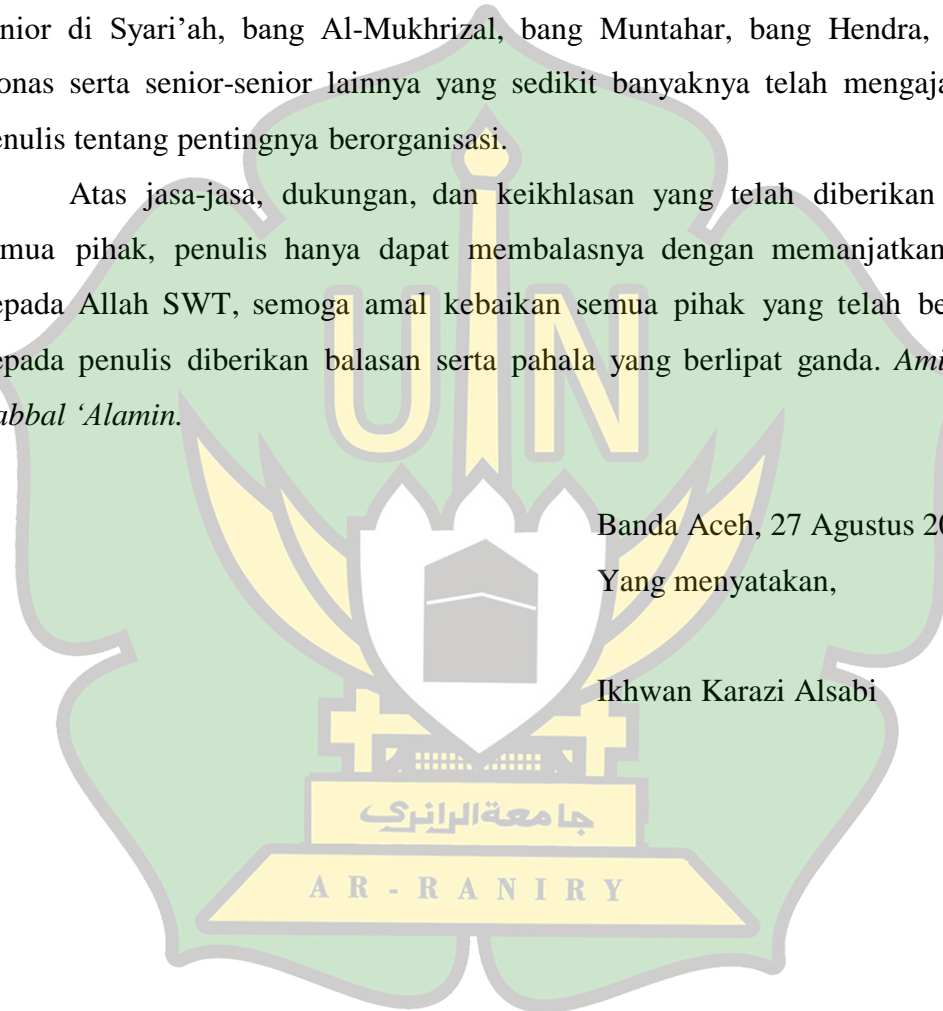 nior di Syari’ah, bang Al-Mukhrizal, bang Muntahar, bang Hendra,
onas serta senior-senior lainnya yang sedikit banyaknya telah mengaja
enulis tentang pentingnya berorganisasi.
Atas jasa-jasa, dukungan, dan keikhlasan yang telah diberikan
emua pihak, penulis hanya dapat membalasnya dengan memanjatkan
epada Allah SWT, semoga amal kebaikan semua pihak yang telah be
epada penulis diberikan balasan serta pahala yang berlipat ganda. Ami
abbal ‘Alamin.
UIN
Banda Aceh, 27 Agustus 20
Yang menyatakan,
Ikhwan Karazi Alsabi
جامعة الرانري
AR-RANIRY